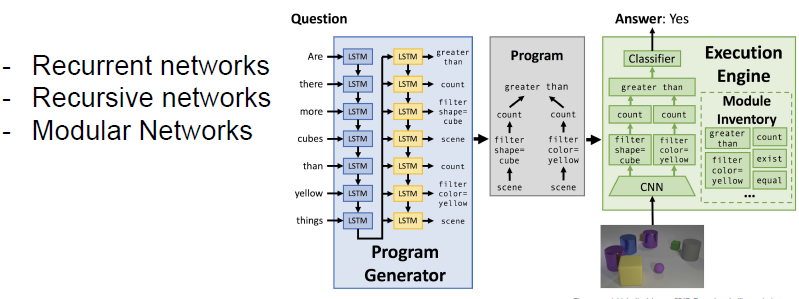 - Recurrent networks
- Recursive networks
- Modular Networks
Question
Are
there
more
cubes
than
yellow
things
LSTM
LSTM
LSTM
LSTM
LSTM
LSTM
LSTM
LSTM
LSTM
LSTM
LSTM
LSTM
LSTM
LSTM
greater
than
count
filter
shape=
cube
scene
count
filter
color=
yellow
scene
Program
Generator
Program
greater than
count count
filter
shape=
cube
filter
color=
yellow
scene scene
Answer: Yes
Classifier
greater than
count count
filter
shape=
cube
filter
color=
yellow
CNN
Execution
Engine
Module
Inventory
greater
than
count
filter
color=
yellow
exist
equal
...